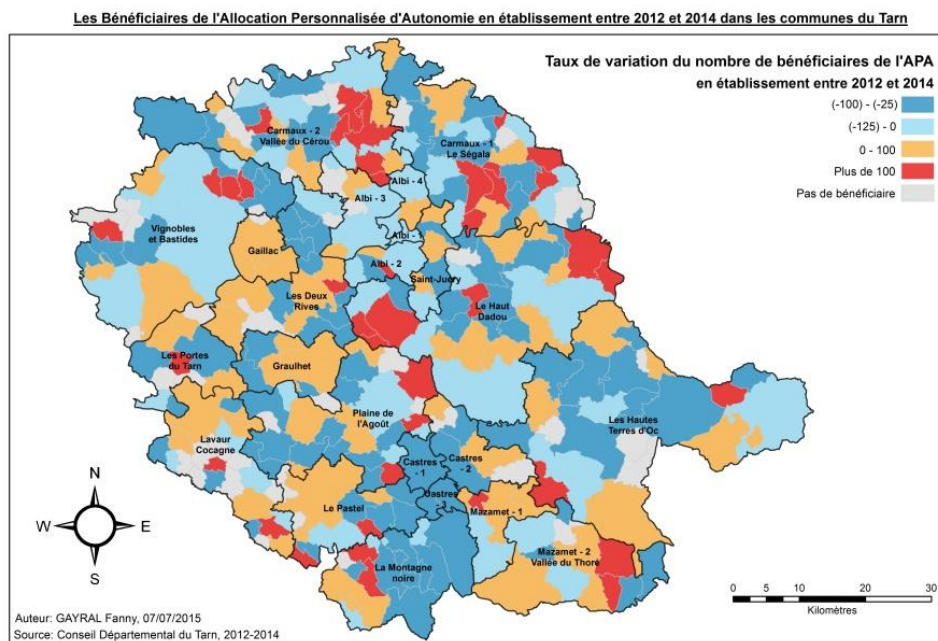 Les Bénéficiaires de l'Allocation Personnalisée d'Autonomie en établissement entre 2012 et 2014 dans les communes du Tarn
Taux de variation du nombre de bénéficiaires de l'APA
en établissement entre 2012 et 2014
(-100) - (-25)
(-125) - 0
0 - 100
Plus de 100
Pas de bénéficiaire
Carmaux - 2
Vallée du Cérou
Carmaux - 1
Le Ségala
Albi - 4
Albi - 3
Vignobles
et Bastides
Gaillac
Albi - 1
Albi - 2
Saint-Juéry
Les Deux
Rives
Le Haut
Dadou
Les Portes
du Tarn
Graulhet
Plaine de
l'Agoût
Les Hautes
Terres d'Oc
Lavaur
Cocagne
Castres
- 1
Castres
- 2
Castres
- 3
Le Pastel
Mazamet - 1
Mazamet - 2
Vallée du Thoré
La Montagne
noire
N
W
E
S
0 5 10 20 30
Kilomètres
Auteur: GAYRAL Fanny, 07/07/2015
Source: Conseil Départemental du Tarn, 2012-2014